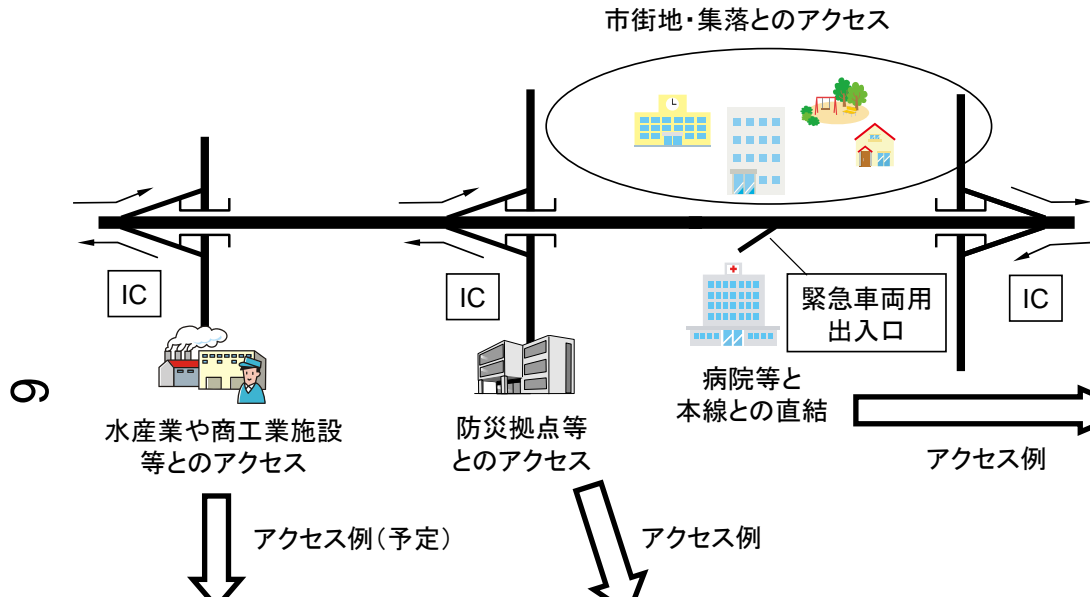 市街地・集落とのアクセス
IC
IC
IC
緊急車両用
出入口
病院等と
本線との直結
水産業や商工業施設
等とのアクセス
防災拠点等
とのアクセス
アクセス例
アクセス例(予定)
アクセス例
6